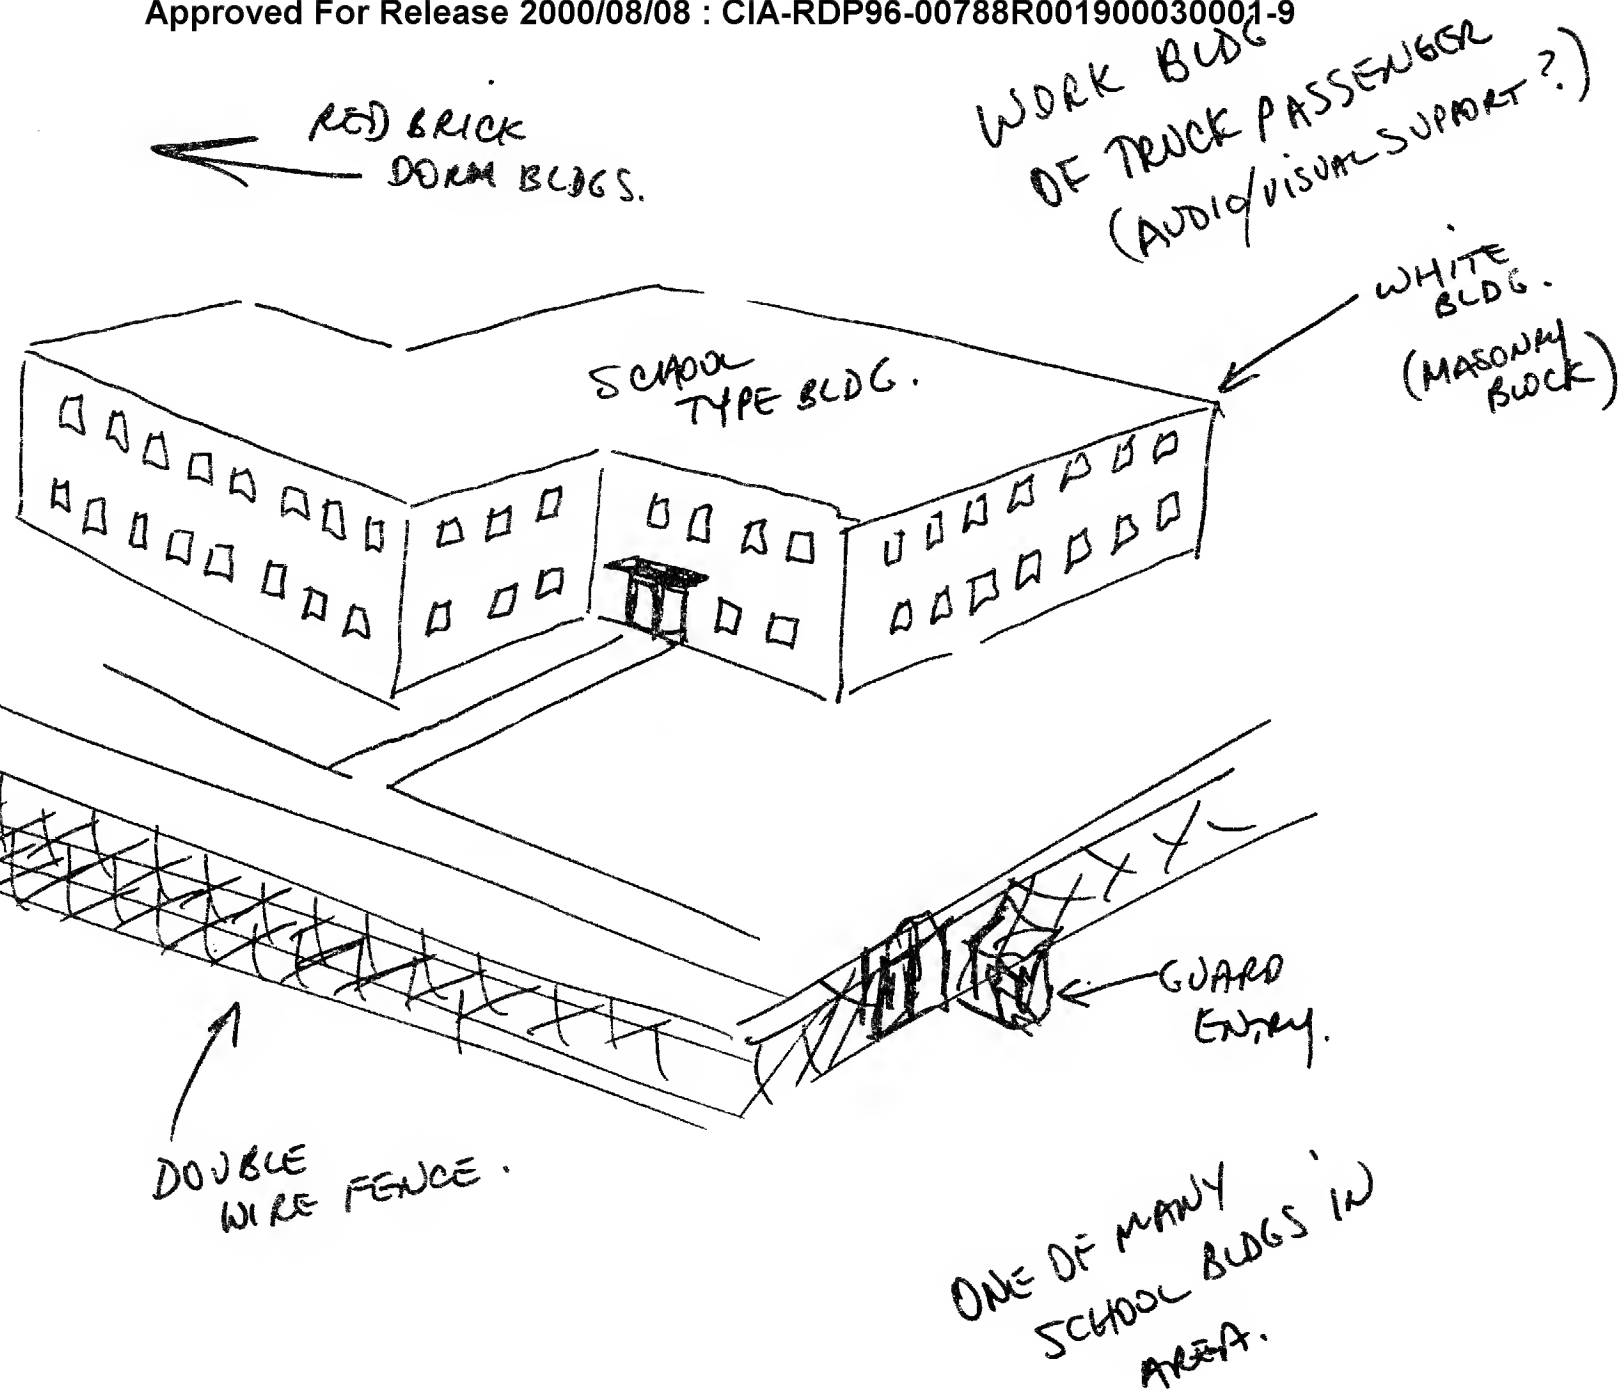 Approved For Release 2000/08/08 : CIA-RDP96-00788R001900030001-9
WORK BLDG
OF TRUCK PASSENGER
(AUDIO/VISUAL SUPPORT?)
RED BRICK
DORM BLDGS.
WHITE
BLDG.
(MASONRY
BLOCK)
SCHOOL
TYPE BLDG.
GUARD
ENTRY.
DOUBLE
WIRE FENCE.
ONE OF MANY
SCHOOL BLDGS IN
AREA.